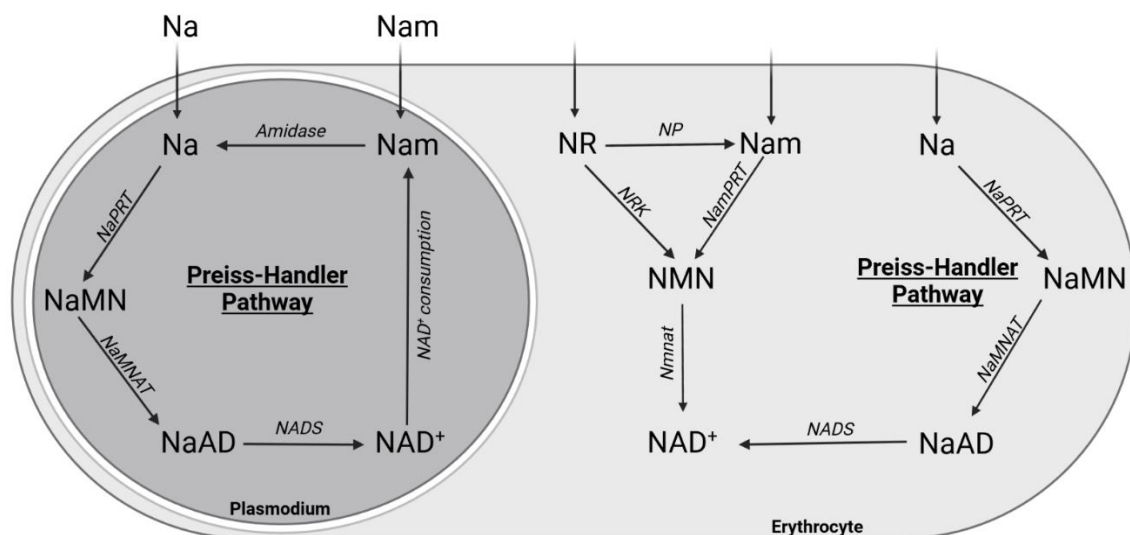 Na
Nam
Na
Amidase
Nam
NR
NP
Nam
Na
NaPRT
NRK
NamPRT
NaPRT
Preiss-Handler
Pathway
NAD⁺ consumption
NaMN
NMN
Preiss-Handler
Pathway
NaMN
NaMNAT
Nmnat
NaMNAT
NaAD
NADS
NAD⁺
NAD⁺
NADS
NaAD
Plasmodium
Erythrocyte